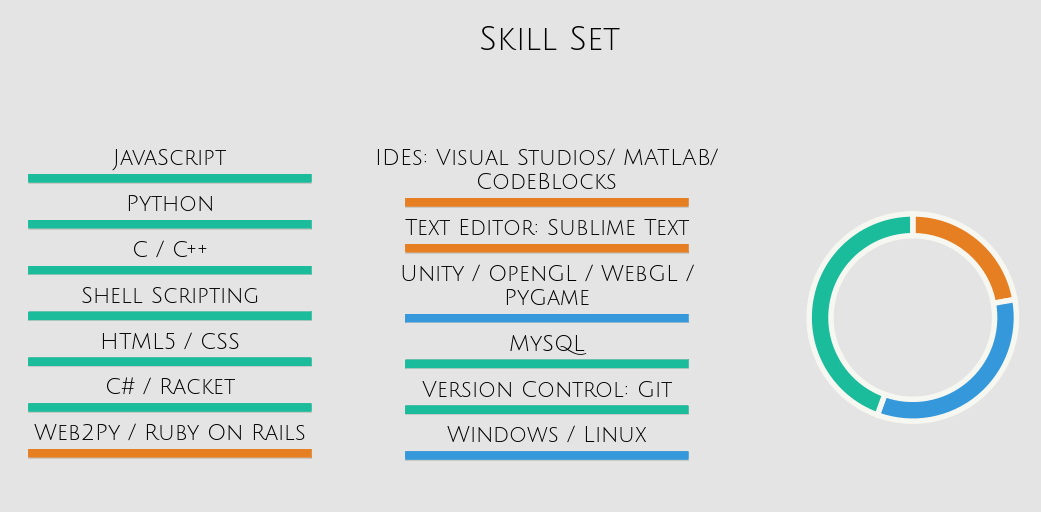 Skill Set
JavaScript
Python
C / C++
Shell Scripting
HTML5 / CSS
C# / Racket
Web2Py / Ruby On Rails
IDEs: Visual Studios/ MATLAB/
CodeBlocks
Text Editor: Sublime Text
Unity / OpenGL / WebGL /
Pygame
MySQL
Version Control: Git
Windows / Linux